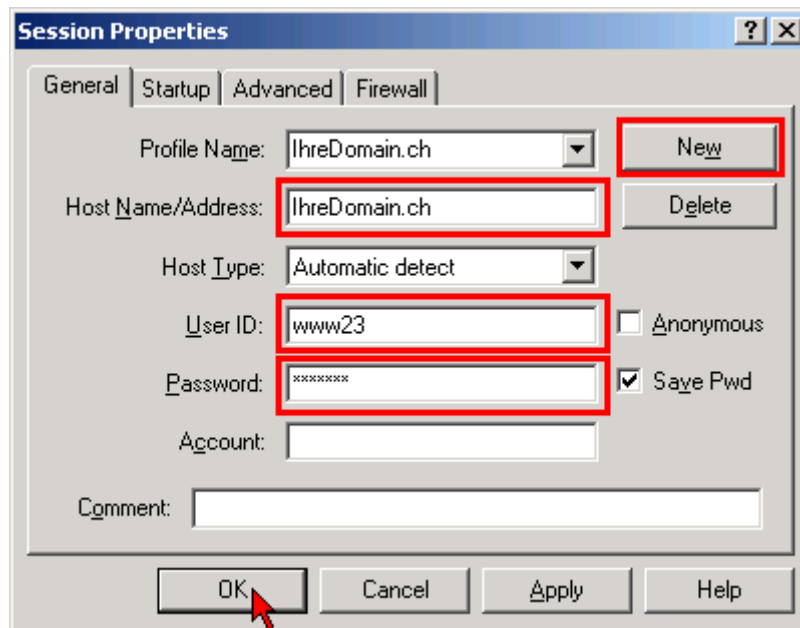 Session Properties
General Startup Advanced Firewall
Profile Name: IhreDomain.ch New
Host Name/Address: IhreDomain.ch Delete
Host Type: Automatic detect
User ID: www23 Anonymous
Password: ******* Save Pwd
Account:
Comment:
OK Cancel Apply Help